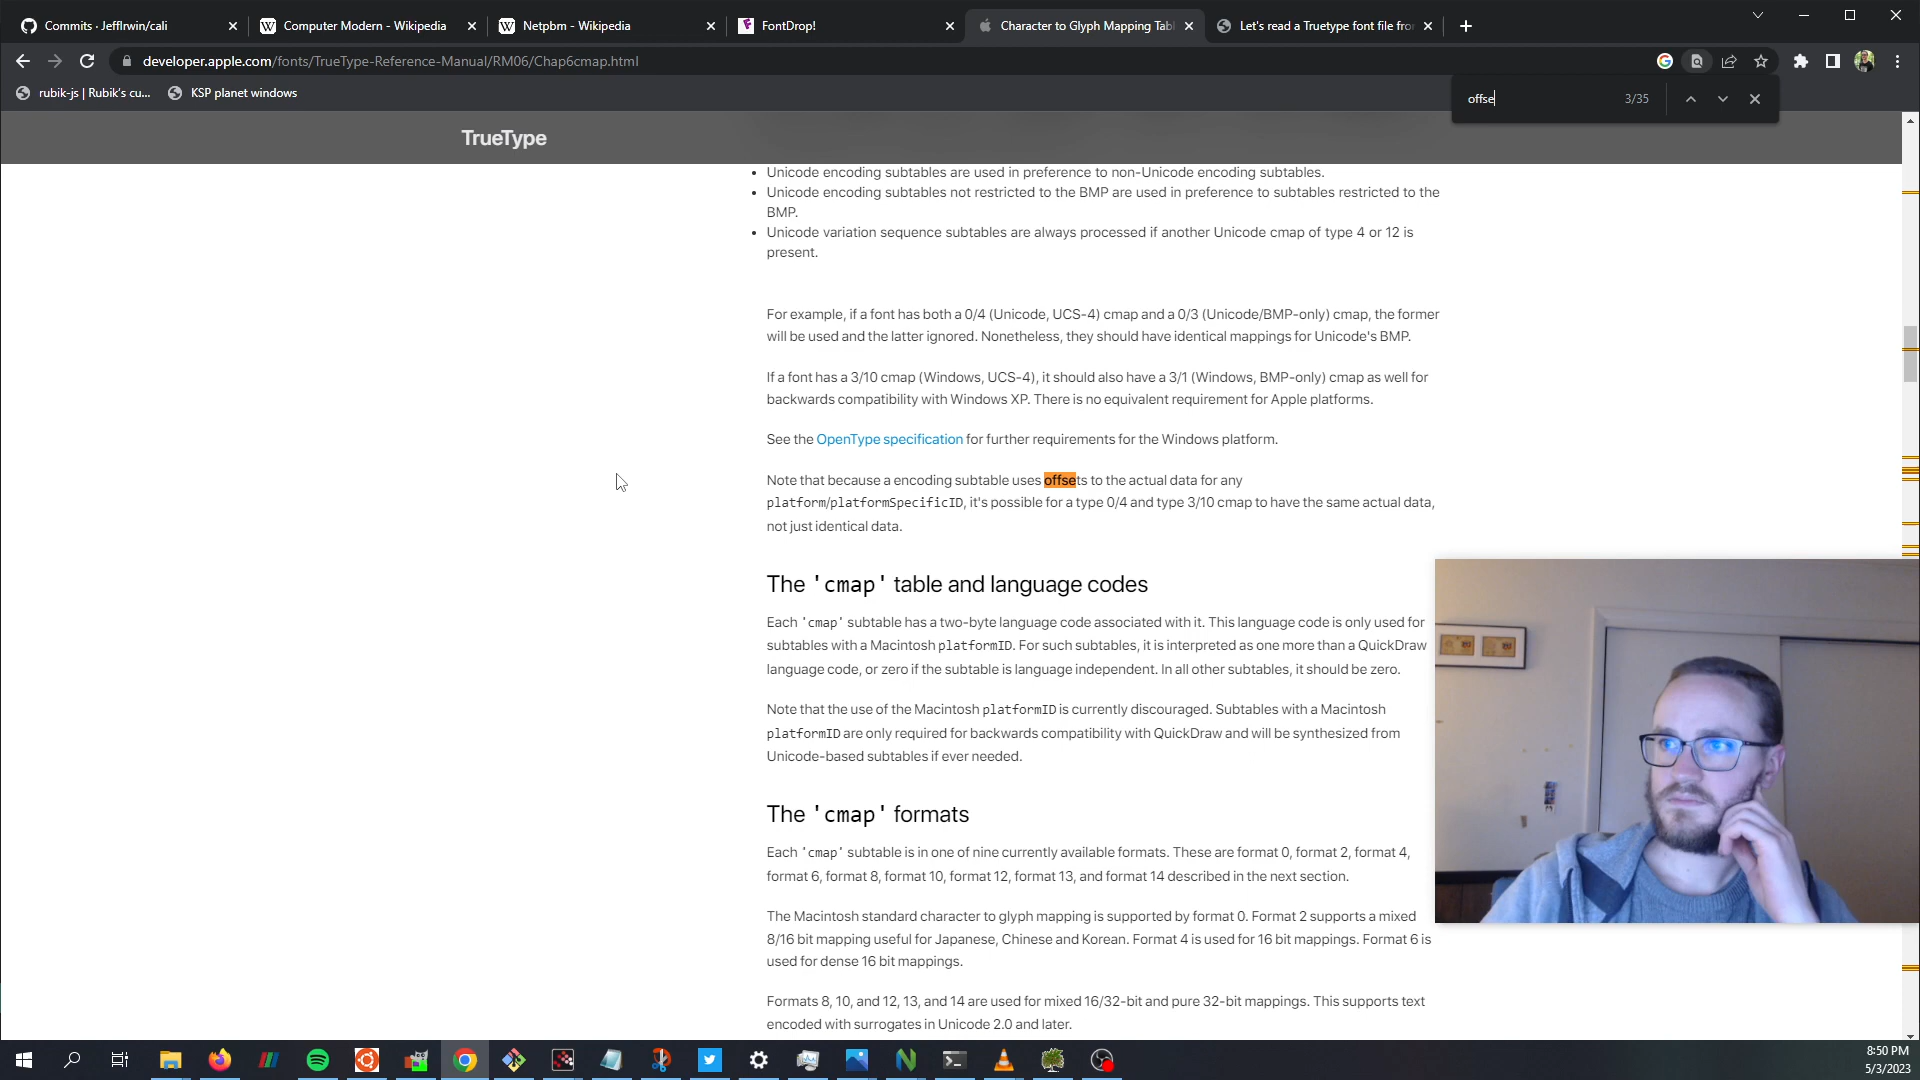 Commits · JeffIrwin/cali
Computer Modern - Wikipedia
Netpbm - Wikipedia
FontDrop!
Character to Glyph Mapping Tab
Let's read a Truetype font file fro
developer.apple.com/fonts/TrueType-Reference-Manual/RM06/Chap6cmap.html
rubik-js | Rubik's cu...
KSP planet windows
offse
3/35
TrueType
• Unicode encoding subtables are used in preference to non-Unicode encoding subtables.
• Unicode encoding subtables not restricted to the BMP are used in preference to subtables restricted to the
BMP.
• Unicode variation sequence subtables are always processed if another Unicode cmap of type 4 or 12 is
present.
For example, if a font has both a 0/4 (Unicode, UCS-4) cmap and a 0/3 (Unicode/BMP-only) cmap, the former
will be used and the latter ignored. Nonetheless, they should have identical mappings for Unicode's BMP.
If a font has a 3/10 cmap (Windows, UCS-4), it should also have a 3/1 (Windows, BMP-only) cmap as well for
backwards compatibility with Windows XP. There is no equivalent requirement for Apple platforms.
See the OpenType specification for further requirements for the Windows platform.
Note that because a encoding subtable uses offsets to the actual data for any
platform/platformSpecificID, it's possible for a type 0/4 and type 3/10 cmap to have the same actual data,
not just identical data.
The 'cmap' table and language codes
Each 'cmap' subtable has a two-byte language code associated with it. This language code is only used for
subtables with a Macintosh platformID. For such subtables, it is interpreted as one more than a QuickDraw
language code, or zero if the subtable is language independent. In all other subtables, it should be zero.
Note that the use of the Macintosh platformID is currently discouraged. Subtables with a Macintosh
platformID are only required for backwards compatibility with QuickDraw and will be synthesized from
Unicode-based subtables if ever needed.
The 'cmap' formats
Each 'cmap' subtable is in one of nine currently available formats. These are format 0, format 2, format 4,
format 6, format 8, format 10, format 12, format 13, and format 14 described in the next section.
The Macintosh standard character to glyph mapping is supported by format 0. Format 2 supports a mixed
8/16 bit mapping useful for Japanese, Chinese and Korean. Format 4 is used for 16 bit mappings. Format 6 is
used for dense 16 bit mappings.
Formats 8, 10, and 12, 13, and 14 are used for mixed 16/32-bit and pure 32-bit mappings. This supports text
encoded with surrogates in Unicode 2.0 and later.
8:50 PM
5/3/2023